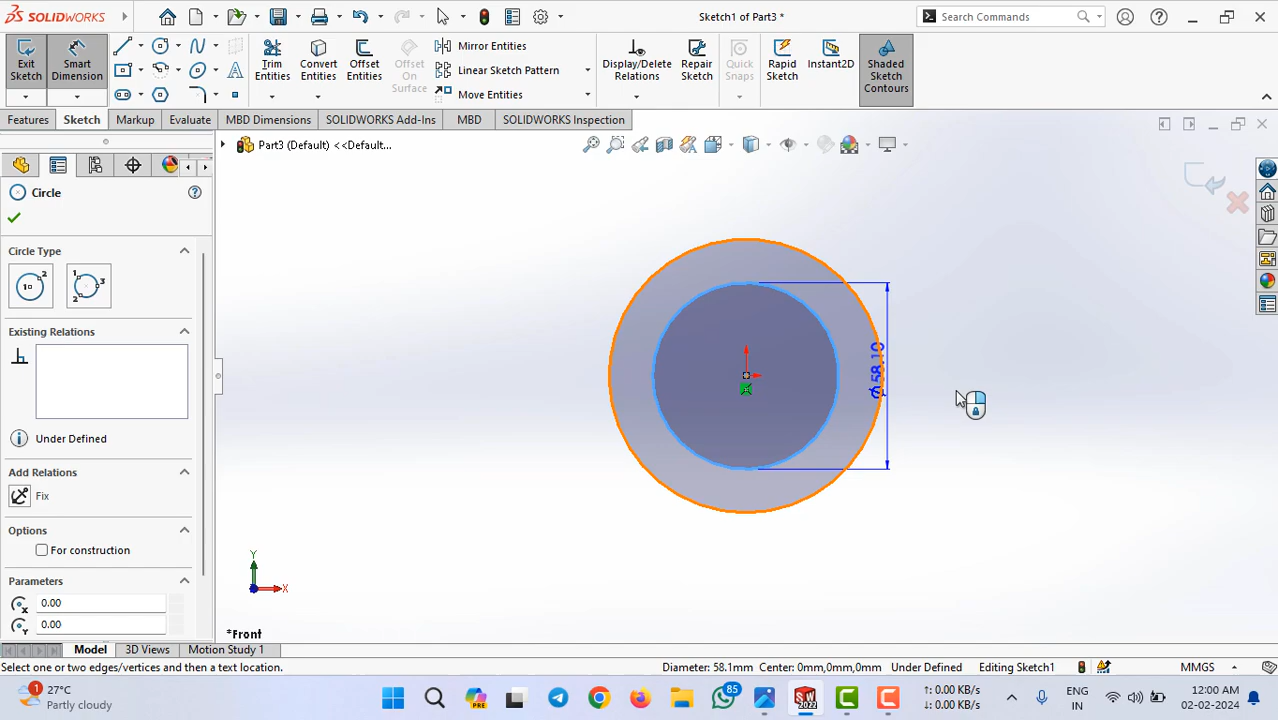 SOLIDWORKS
Sketch1 of Part3 *
Search Commands
Exit Sketch
Smart Dimension
Trim Entities
Convert Entities
Offset Entities
Offset On Surface
Mirror Entities
Linear Sketch Pattern
Move Entities
Display/Delete Relations
Repair Sketch
Quick Snaps
Rapid Sketch
Instant2D
Shaded Sketch Contours
Features
Sketch
Markup
Evaluate
MBD Dimensions
SOLIDWORKS Add-Ins
MBD
SOLIDWORKS Inspection
Part3 (Default) <<Default...
Circle
Circle Type
Existing Relations
Under Defined
Add Relations
Fix
Options
For construction
Parameters
0.00
0.00
⌀58.10
Y
X
*Front
Model
3D Views
Motion Study 1
Select one or two edges/vertices and then a text location.
Diameter: 58.1mm Center: 0mm,0mm,0mm Under Defined Editing Sketch1 MMGS
1
27°C
Partly cloudy
PRE
85
SW
2022
↑: 0.00 KB/s
↓: 0.00 KB/s
ENG
IN
12:00 AM
02-02-2024